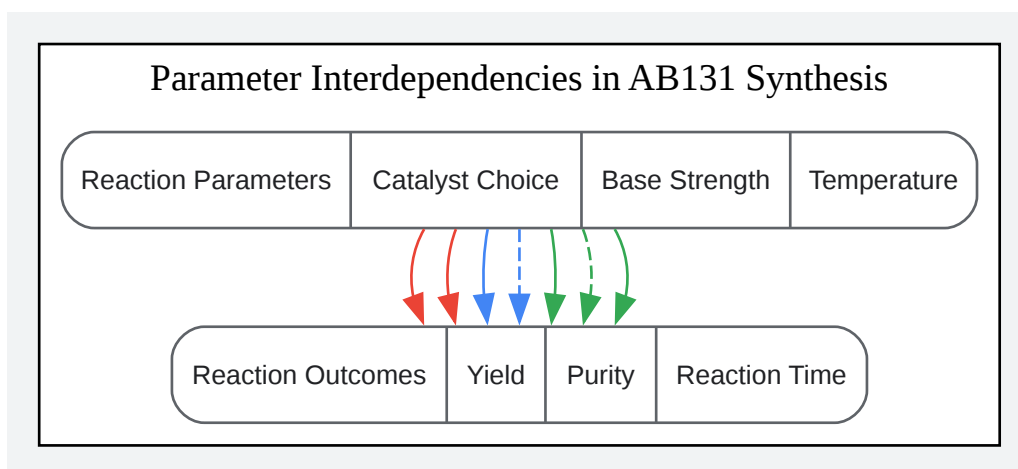 Parameter Interdependencies in AB131 Synthesis
Reaction Parameters
Catalyst Choice
Base Strength
Temperature
Reaction Outcomes
Yield
Purity
Reaction Time